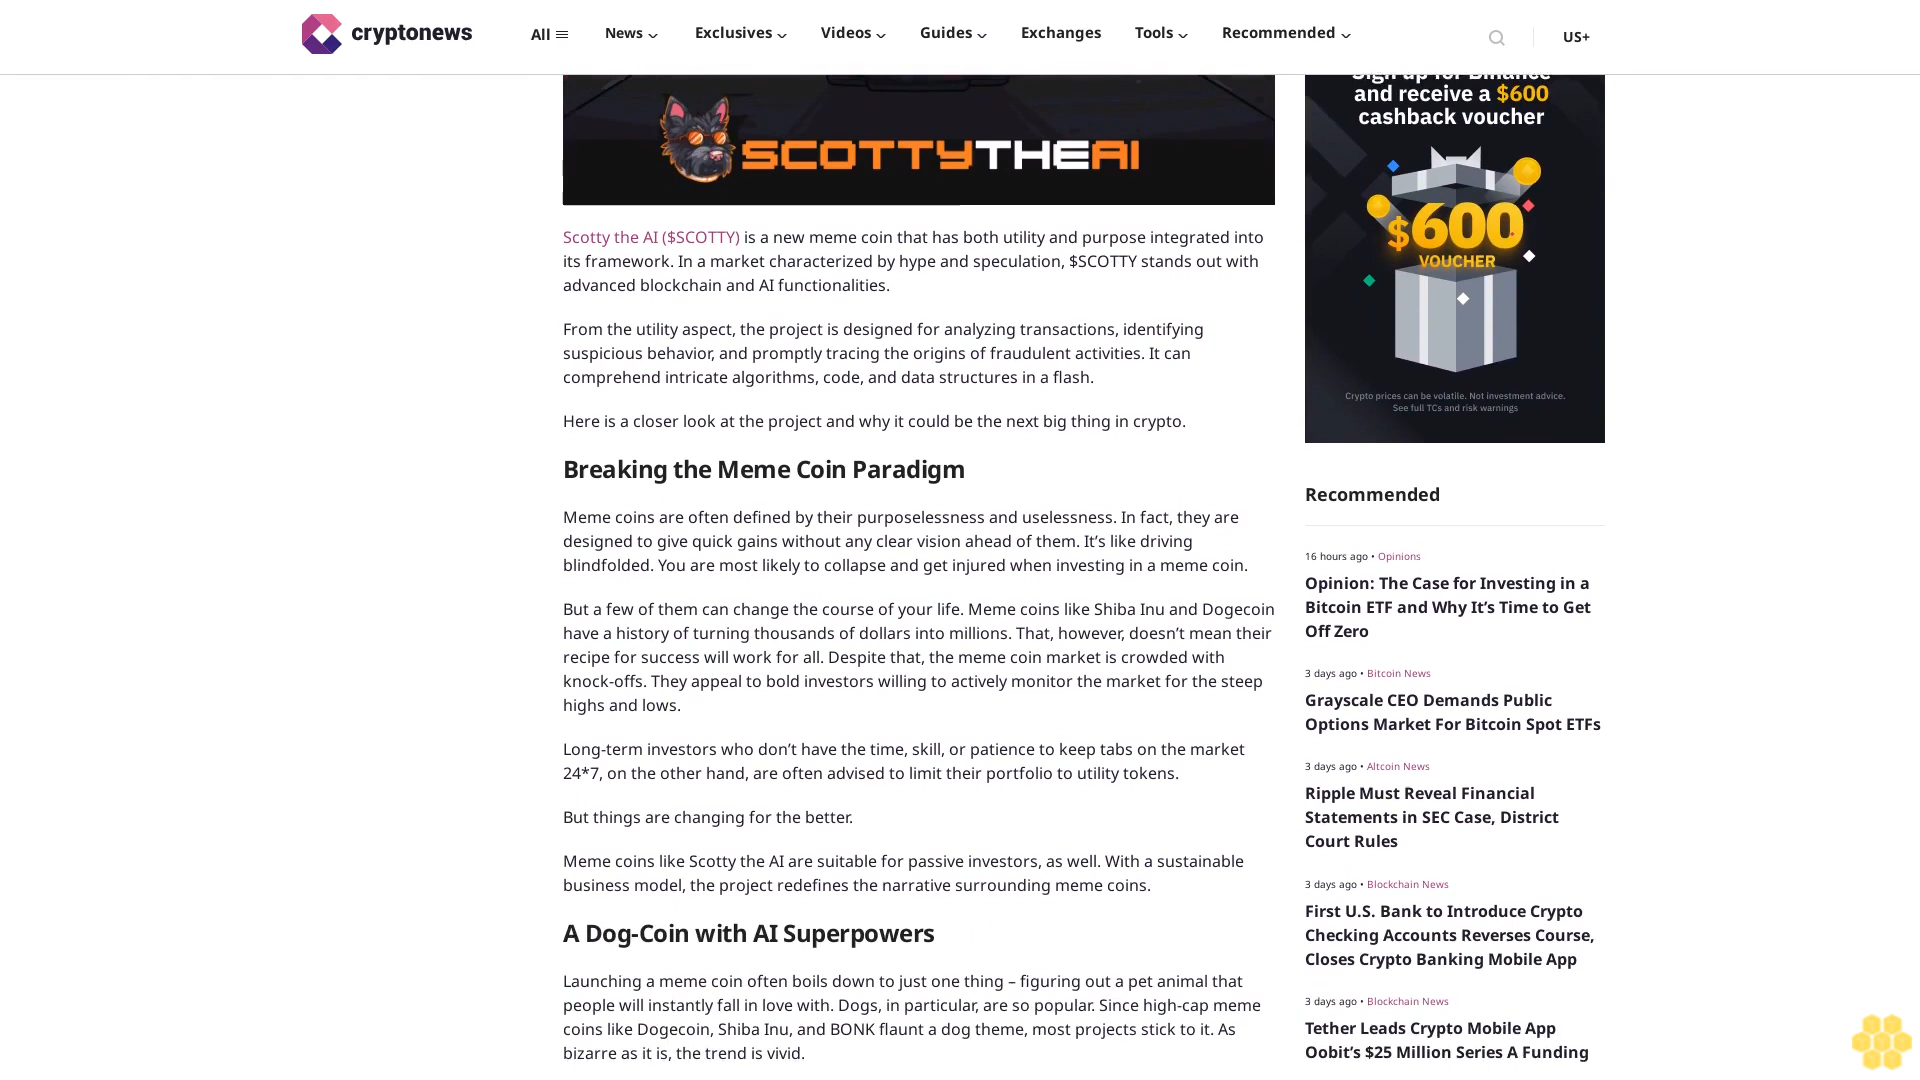 cryptonews
All
News
Exclusives
Videos
Guides
Exchanges
Tools
Recommended
US+
SCOTTYTHEAI
Scotty the AI ($SCOTTY) is a new meme coin that has both utility and purpose integrated into
its framework. In a market characterized by hype and speculation, $SCOTTY stands out with
advanced blockchain and AI functionalities.
From the utility aspect, the project is designed for analyzing transactions, identifying
suspicious behavior, and promptly tracing the origins of fraudulent activities. It can
comprehend intricate algorithms, code, and data structures in a flash.
Here is a closer look at the project and why it could be the next big thing in crypto.
Breaking the Meme Coin Paradigm
Meme coins are often defined by their purposelessness and uselessness. In fact, they are
designed to give quick gains without any clear vision ahead of them. It’s like driving
blindfolded. You are most likely to collapse and get injured when investing in a meme coin.
But a few of them can change the course of your life. Meme coins like Shiba Inu and Dogecoin
have a history of turning thousands of dollars into millions. That, however, doesn’t mean their
recipe for success will work for all. Despite that, the meme coin market is crowded with
knock-offs. They appeal to bold investors willing to actively monitor the market for the steep
highs and lows.
Long-term investors who don’t have the time, skill, or patience to keep tabs on the market
24*7, on the other hand, are often advised to limit their portfolio to utility tokens.
But things are changing for the better.
Meme coins like Scotty the AI are suitable for passive investors, as well. With a sustainable
business model, the project redefines the narrative surrounding meme coins.
A Dog-Coin with AI Superpowers
Launching a meme coin often boils down to just one thing – figuring out a pet animal that
people will instantly fall in love with. Dogs, in particular, are so popular. Since high-cap meme
coins like Dogecoin, Shiba Inu, and BONK flaunt a dog theme, most projects stick to it. As
bizarre as it is, the trend is vivid.
Sign up for Binance
and receive a $600
cashback voucher
$600
VOUCHER
Crypto prices can be volatile. Not investment advice.
See full TCs and risk warnings
Recommended
16 hours ago • Opinions
Opinion: The Case for Investing in a
Bitcoin ETF and Why It’s Time to Get
Off Zero
3 days ago • Bitcoin News
Grayscale CEO Demands Public
Options Market For Bitcoin Spot ETFs
3 days ago • Altcoin News
Ripple Must Reveal Financial
Statements in SEC Case, District
Court Rules
3 days ago • Blockchain News
First U.S. Bank to Introduce Crypto
Checking Accounts Reverses Course,
Closes Crypto Banking Mobile App
3 days ago • Blockchain News
Tether Leads Crypto Mobile App
Oobit’s $25 Million Series A Funding